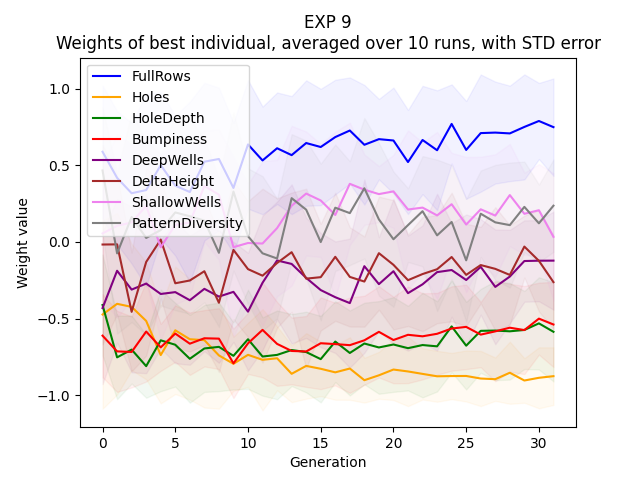 EXP 9
Weights of best individual, averaged over 10 runs, with STD error
FullRows
Holes
HoleDepth
Bumpiness
DeepWells
DeltaHeight
ShallowWells
PatternDiversity
Weight value
1.0
0.5
0.0
−0.5
−1.0
0 5 10 15 20 25 30
Generation